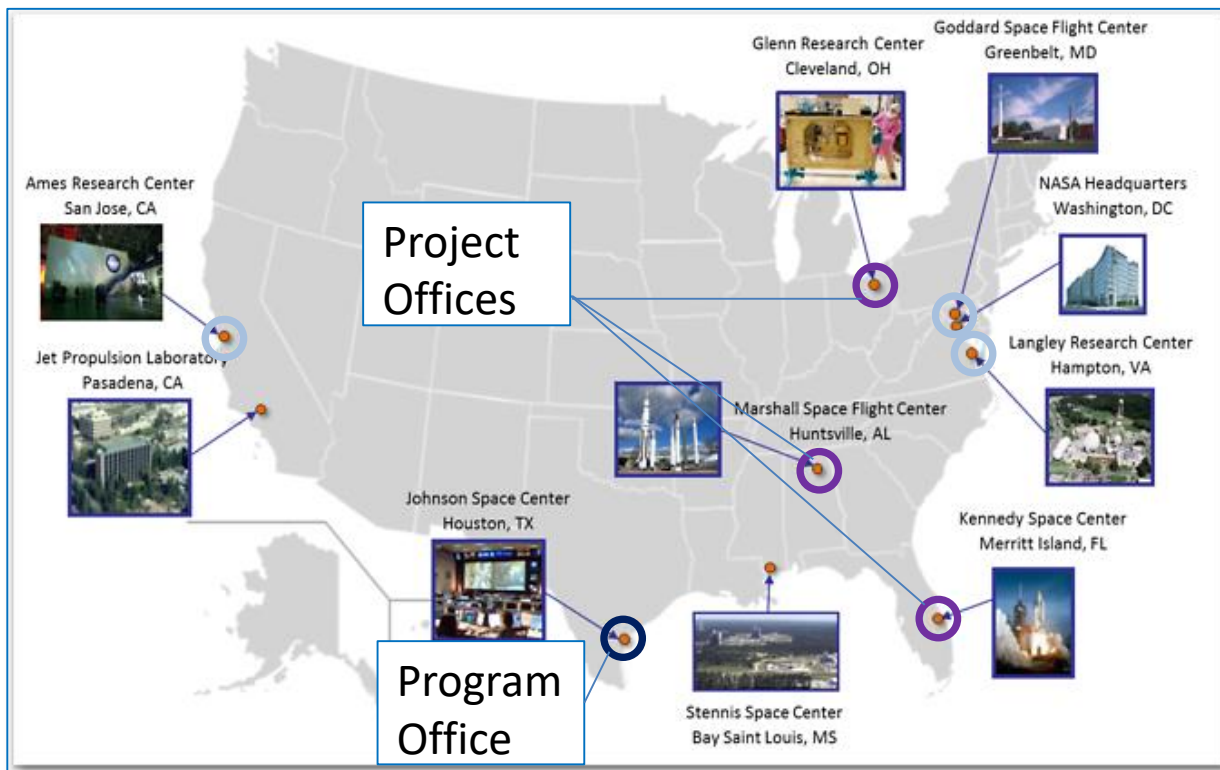 Goddard Space Flight Center
Greenbelt, MD
Glenn Research Center
Cleveland, OH
Ames Research Center
San Jose, CA
NASA Headquarters
Washington, DC
Project
Offices
Jet Propulsion Laboratory
Pasadena, CA
Langley Research Center
Hampton, VA
Marshall Space Flight Center
Huntsville, AL
Johnson Space Center
Houston, TX
Kennedy Space Center
Merritt Island, FL
Program
Office
Stennis Space Center
Bay Saint Louis, MS